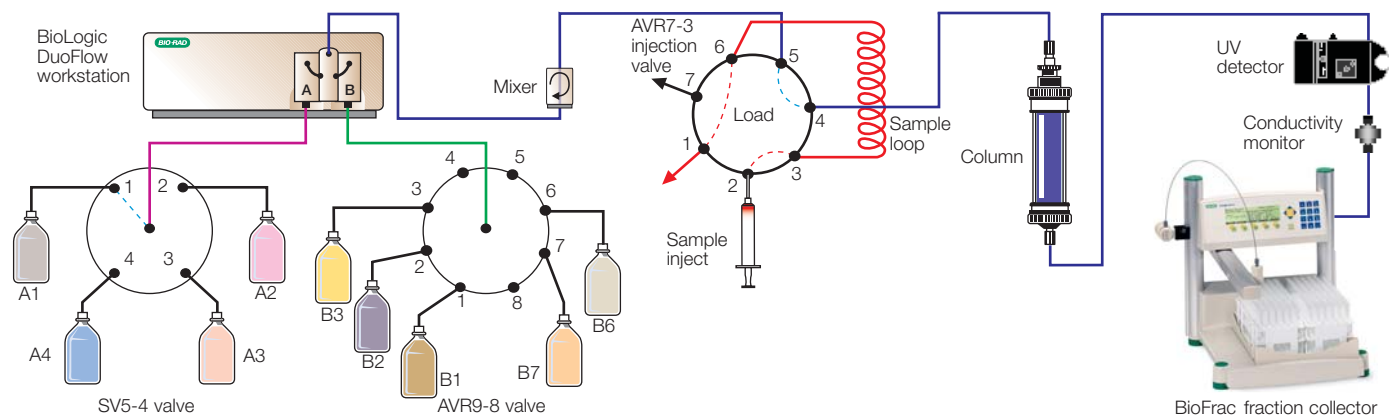 BioLogic
DuoFlow
workstation
BIO-RAD
A
B
Mixer
AVR7-3
injection
valve
6
5
7
Load
4
1
2
3
Sample
loop
Sample
inject
Column
UV
detector
Conductivity
monitor
1
2
4
3
A1
A2
A4
A3
SV5-4 valve
4
5
3
6
2
7
1
8
B3
B2
B1
B6
B7
AVR9-8 valve
BioFrac fraction collector